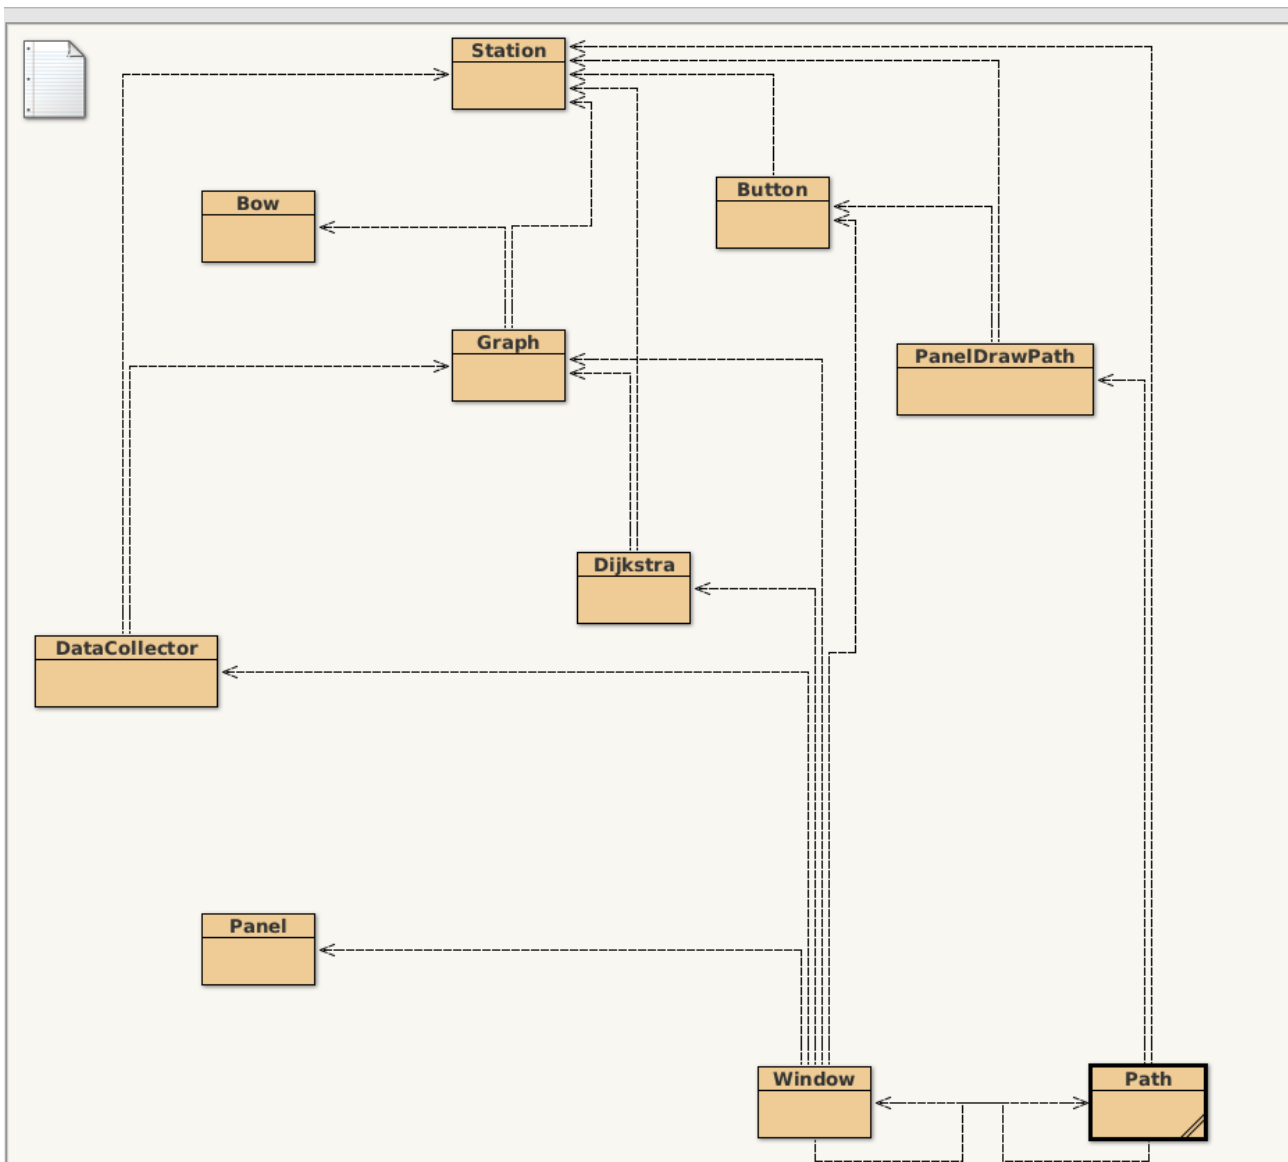 Station
Button
Bow
Graph
PanelDrawPath
Dijkstra
DataCollector
Panel
Window
Path